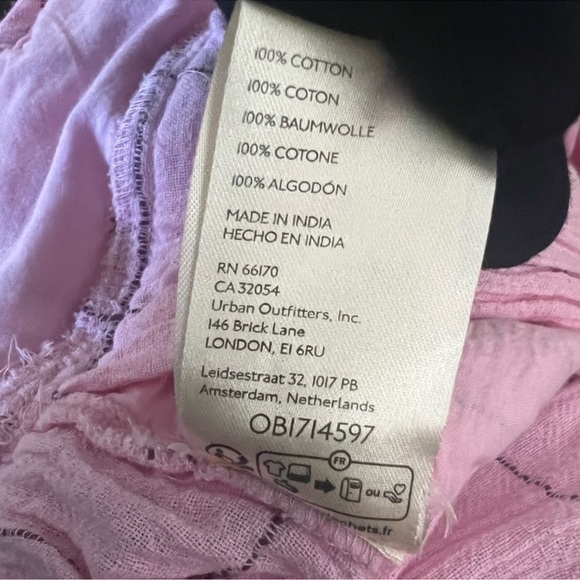 100% COTTON
100% COTON
100% BAUMWOLLE
100% COTONE
100% ALGODÓN
MADE IN INDIA
HECHO EN INDIA
RN 66170
CA 32054
Urban Outfitters, Inc.
146 Brick Lane
LONDON, E1 6RU
Leidsestraat 32, 1017 PB
Amsterdam, Netherlands
OB1714597
FR
ou